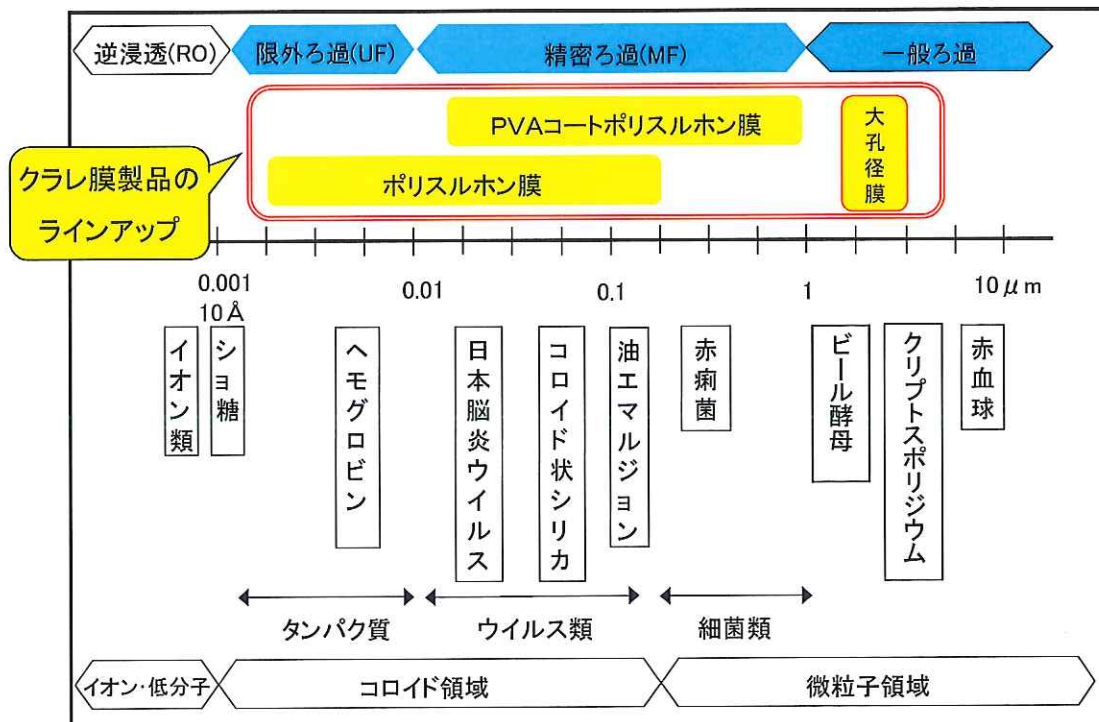 逆浸透(RO)
限外ろ過(UF)
精密ろ過(MF)
一般ろ過
クラレ膜製品の
ラインアップ
PVAコートポリスルホン膜
ポリスルホン膜
大孔径膜
0.001
10Å
0.01
0.1
1
10μm
イオン類
ショ糖
ヘモグロビン
日本脳炎ウイルス
コロイド状シリカ
油エマルジョン
赤痢菌
ビール酵母
クリプトスポリジウム
赤血球
タンパク質
ウイルス類
細菌類
イオン・低分子
コロイド領域
微粒子領域